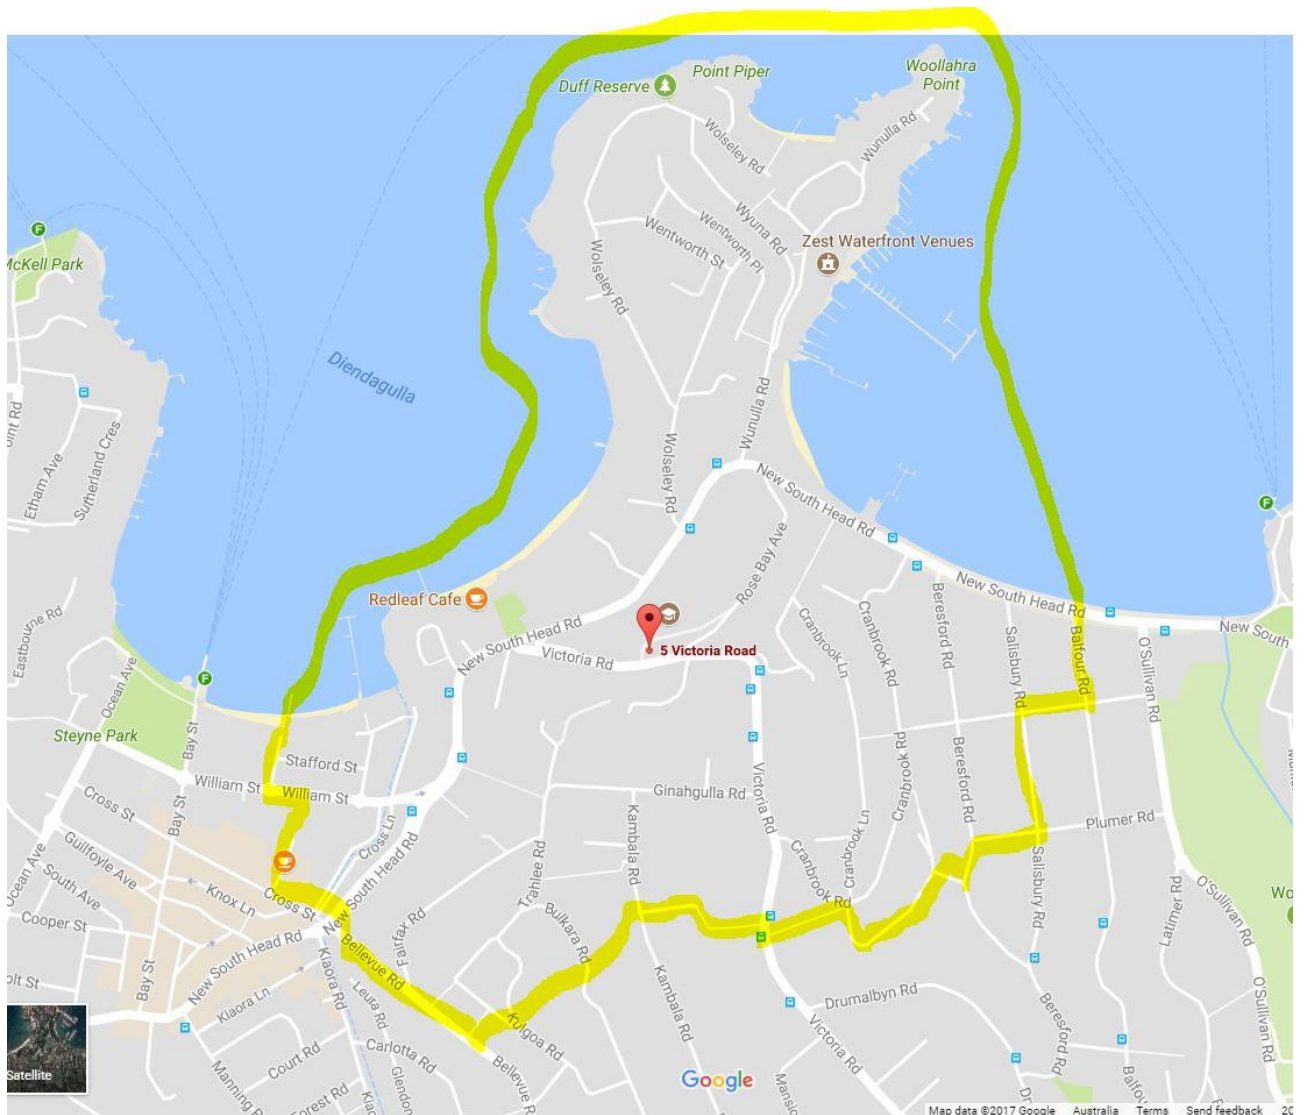 Point Piper
Duff Reserve
Woollahra
Point
Wolseley Rd
Wunulla Rd
F
McKell Park
Wyuna Rd
Wentworth Pl
Wentworth St
Zest Waterfront Venues
Wolseley Rd
Diendagulla
Etham Ave
Sutherland Cres
Wunulla Rd
Wolseley Rd
New South Head Rd
F
Rose Bay Ave
Redleaf Cafe
New South Head Rd
Beresford Rd
Eastbourne Rd
New South Head Rd
New South
Cranbrook Ln
Cranbrook Rd
Salisbury Rd
Balfour Rd
O'Sullivan Rd
Victoria Rd
5 Victoria Road
Ocean Ave
F
Bay St
Steyne Park
Stafford St
William St
William St
Cross St
Bay St
Ginahgulla Rd
Victoria Rd
Cranbrook Rd
Beresford Rd
Kambala Rd
Cross Ln
New South Head Rd
Plumer Rd
Guilfoyle Ave
Ocean Ave
South Ave
Knox Ln
Cross St
Trahlee Rd
Cranbrook Rd
Cranbrook Ln
Salisbury Rd
O'Sullivan Rd
Latimer Rd
Cooper St
Fairfax Rd
Bulkara Rd
Bellevue Rd
New South Head Rd
Bay St
Kiaora Ln
Kiaora Rd
Leura Rd
Kambala Rd
Drumalbyn Rd
Victoria Rd
Beresford Rd
O'Sullivan Rd
Kulgoa Rd
Carlotta Rd
Court Rd
Bellevue
Manning
Forest Rd
Satellite
Google
Map data ©2017 Google Australia Terms Send feedback